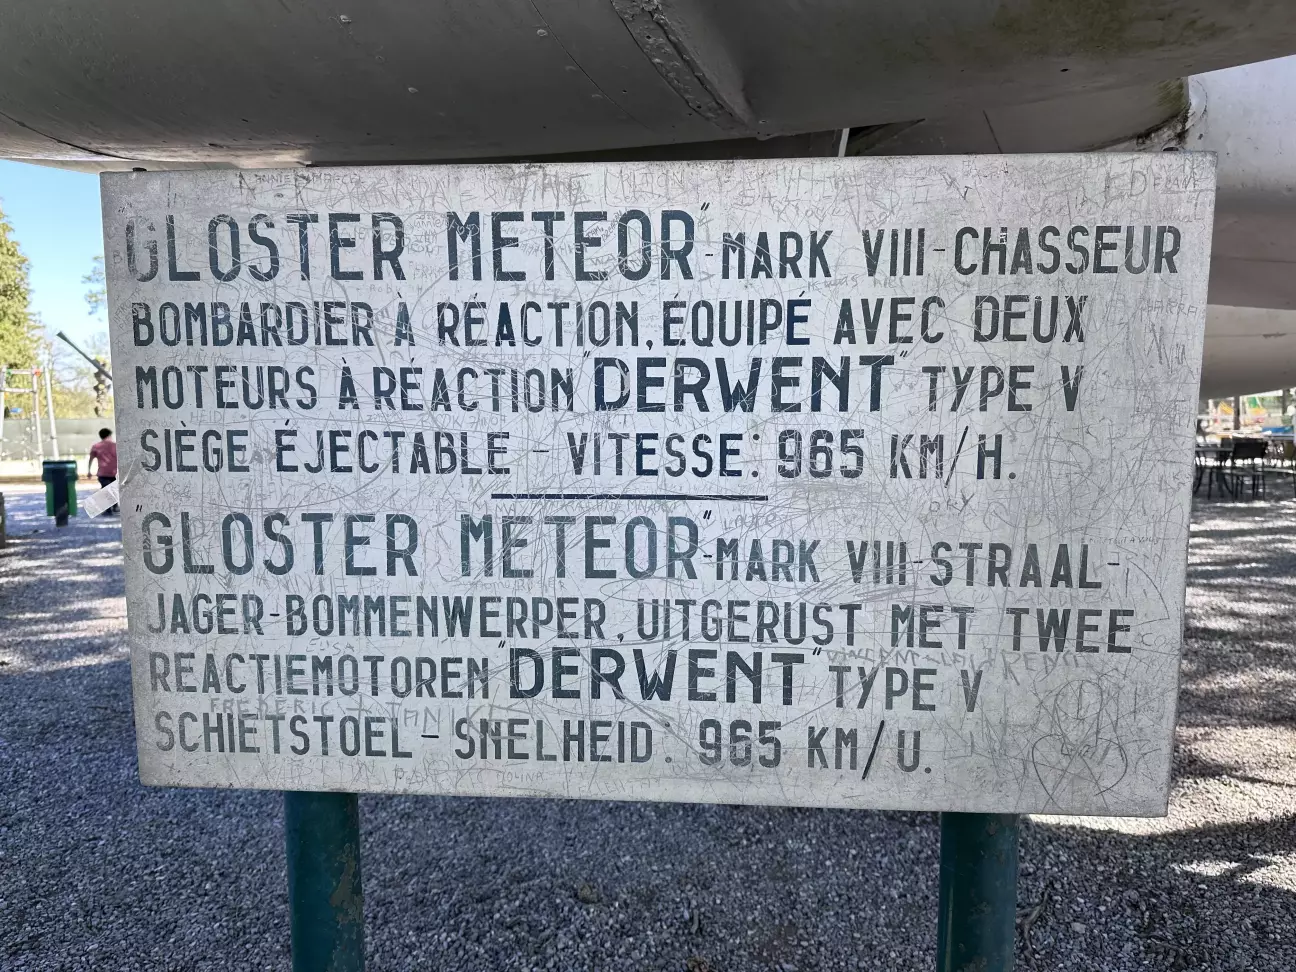 "GLOSTER METEOR"-MARK VIII-CHASSEUR
BOMBARDIER À RÉACTION, ÉQUIPÉ AVEC DEUX
MOTEURS À RÉACTION "DERWENT" TYPE V
SIÈGE ÉJECTABLE - VITESSE: 965 KM/H.
"GLOSTER METEOR"-MARK VIII-STRAAL-
JAGER-BOMMENWERPER, UITGERUST MET TWEE
REACTIEMOTOREN "DERWENT" TYPE V
SCHIETSTOEL - SNELHEID: 965 KM/U.